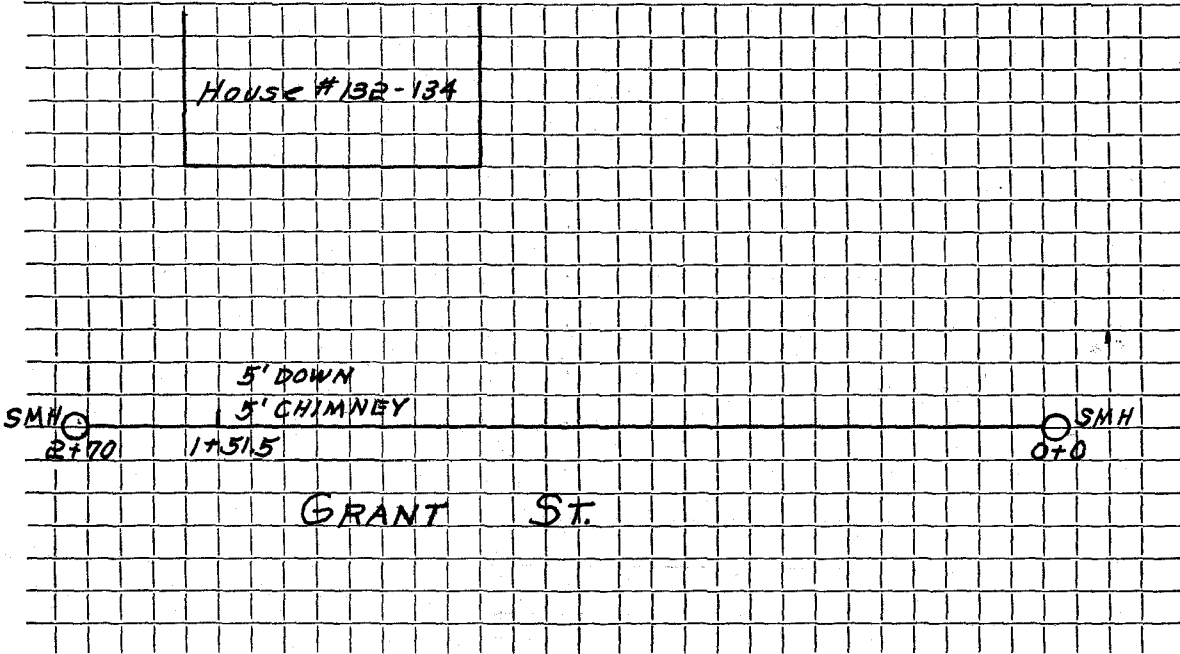 House #132-134
5' DOWN
5' CHIMNEY
SMH
SMH
2+70
1+51.5
0+0
GRANT ST.